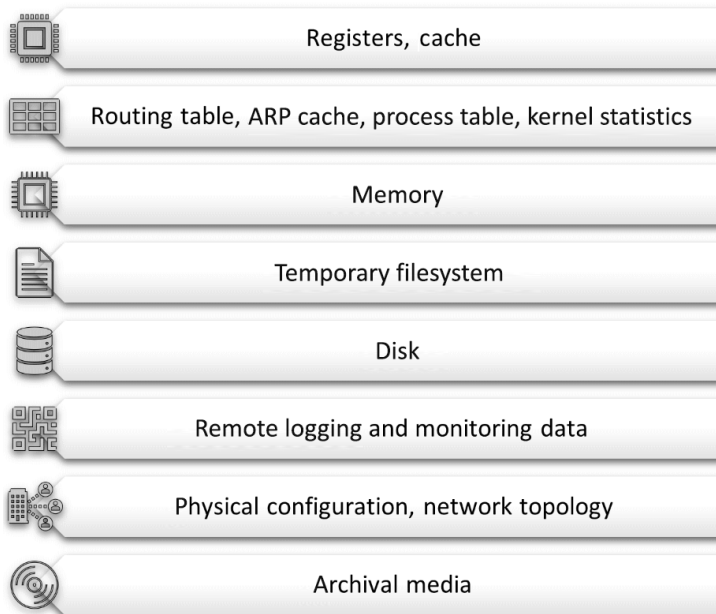 Registers, cache
Routing table, ARP cache, process table, kernel statistics
Memory
Temporary filesystem
Disk
Remote logging and monitoring data
Physical configuration, network topology
Archival media